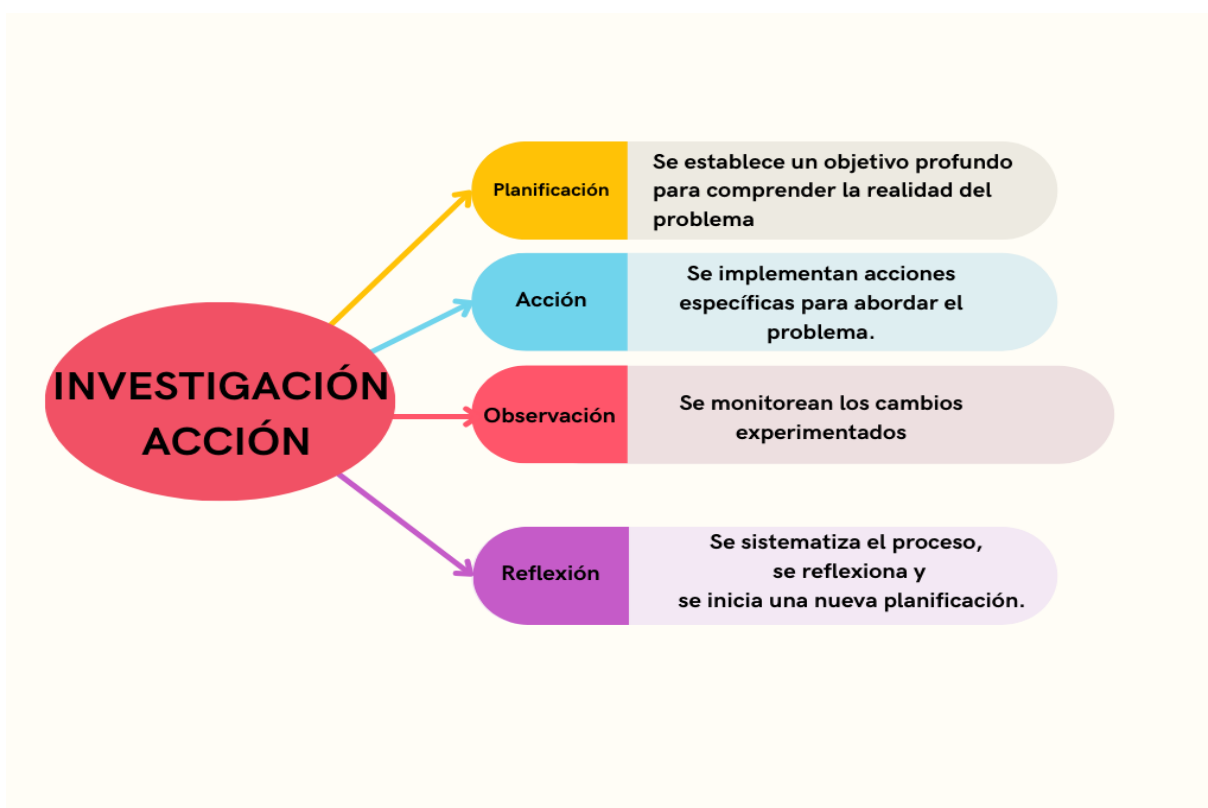 INVESTIGACIÓN
ACCIÓN
Planificación
Se establece un objetivo profundo
para comprender la realidad del
problema
Acción
Se implementan acciones
específicas para abordar el
problema.
Observación
Se monitorean los cambios
experimentados
Reflexión
Se sistematiza el proceso,
se reflexiona y
se inicia una nueva planificación.